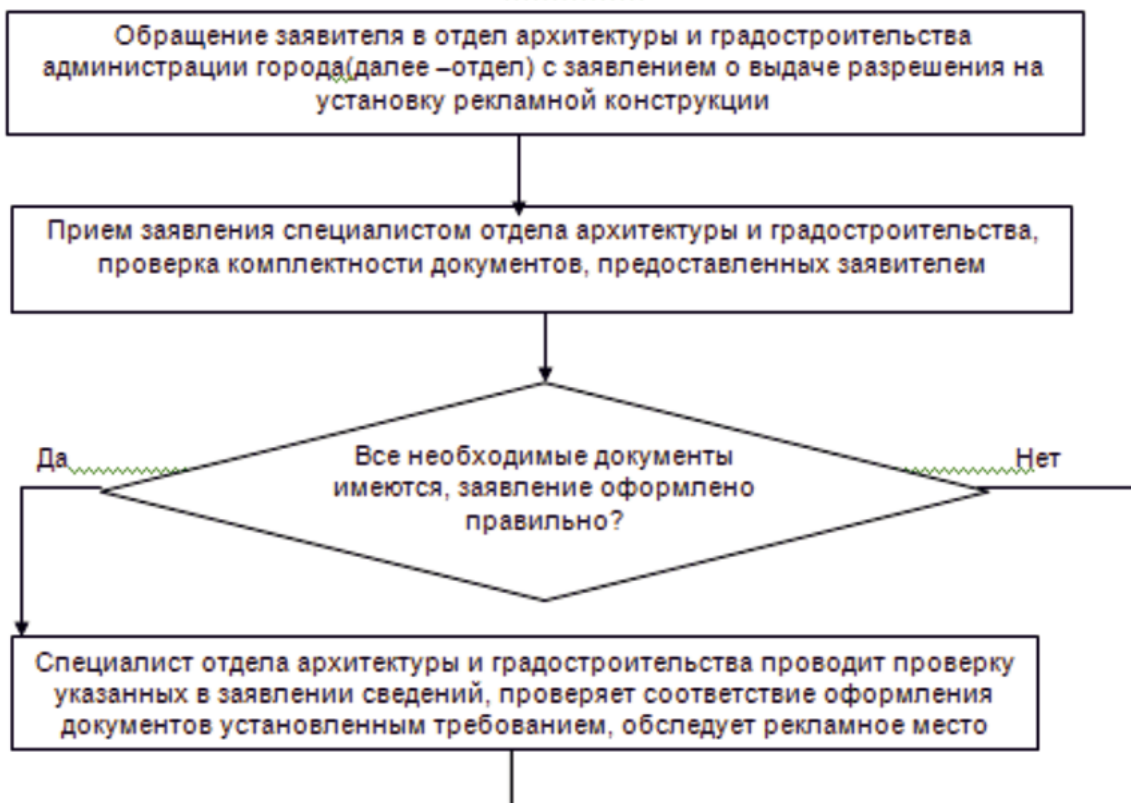 Обращение заявителя в отдел архитектуры и градостроительства
администрации города(далее –отдел) с заявлением о выдаче разрешения на
установку рекламной конструкции
Прием заявления специалистом отдела архитектуры и градостроительства,
проверка комплектности документов, предоставленных заявителем
Да
Все необходимые документы
имеются, заявление оформлено
правильно?
Нет
Специалист отдела архитектуры и градостроительства проводит проверку
указанных в заявлении сведений, проверяет соответствие оформления
документов установленным требованием, обследует рекламное место